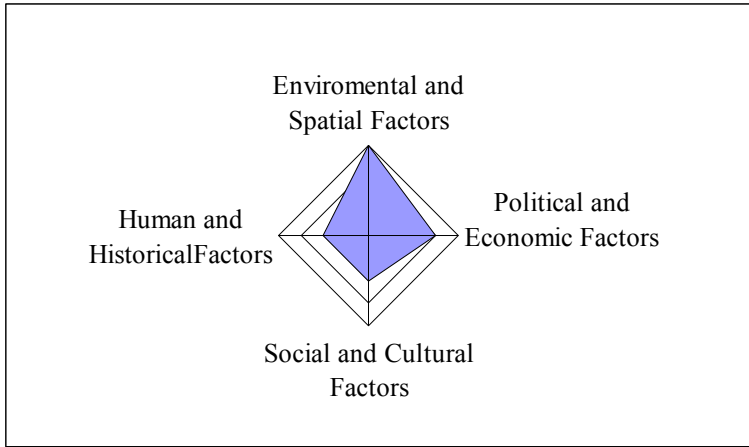 Enviromental and
Spatial Factors
Human and
HistoricalFactors
Political and
Economic Factors
Social and Cultural
Factors